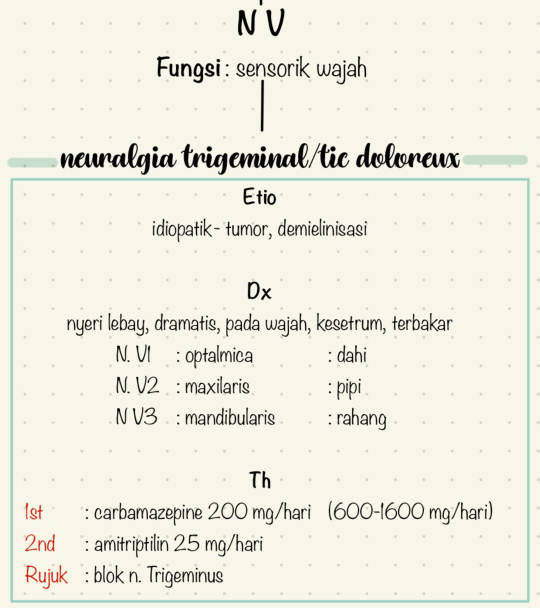 N V
Fungsi : sensorik wajah
neuralgia trigeminal/tic doloreux
Etio
idiopatik- tumor, demielinisasi
Dx
nyeri lebay, dramatis, pada wajah, kesetrum, terbakar
N. V1 : optalmica : dahi
N. V2 : maxilaris : pipi
N V3 : mandibularis : rahang
Th
1st : carbamazepine 200 mg/hari (600-1600 mg/hari)
2nd : amitriptilin 25 mg/hari
Rujuk : blok n. Trigeminus